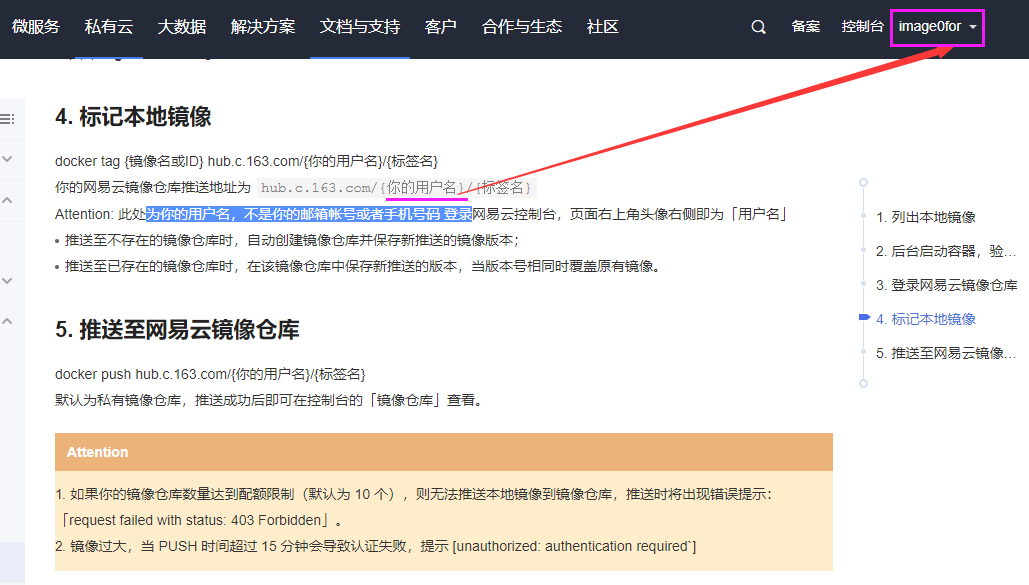 微服务 私有云 大数据 解决方案 文档与支持 客户 合作与生态 社区 备案 控制台 image0for
4. 标记本地镜像
docker tag {镜像名或ID} hub.c.163.com/{你的用户名}/{标签名}
你的网易云镜像仓库推送地址为 hub.c.163.com/{你的用户名}/{标签名}
Attention: 此处为你的用户名，不是你的邮箱帐号或者手机号码 登录网易云控制台，页面右上角头像右侧即为「用户名」
• 推送至不存在的镜像仓库时，自动创建镜像仓库并保存新推送的镜像版本；
• 推送至已存在的镜像仓库时，在该镜像仓库中保存新推送的版本，当版本号相同时覆盖原有镜像。
5. 推送至网易云镜像仓库
docker push hub.c.163.com/{你的用户名}/{标签名}
默认为私有镜像仓库，推送成功后即可在控制台的「镜像仓库」查看。
Attention
1. 如果你的镜像仓库数量达到配额限制（默认为 10 个），则无法推送本地镜像到镜像仓库，推送时将出现错误提示：
「request failed with status: 403 Forbidden」。
2. 镜像过大，当 PUSH 时间超过 15 分钟会导致认证失败，提示 [unauthorized: authentication required`]
1. 列出本地镜像
2. 后台启动容器，验...
3. 登录网易云镜像仓库
4. 标记本地镜像
5. 推送至网易云镜像...